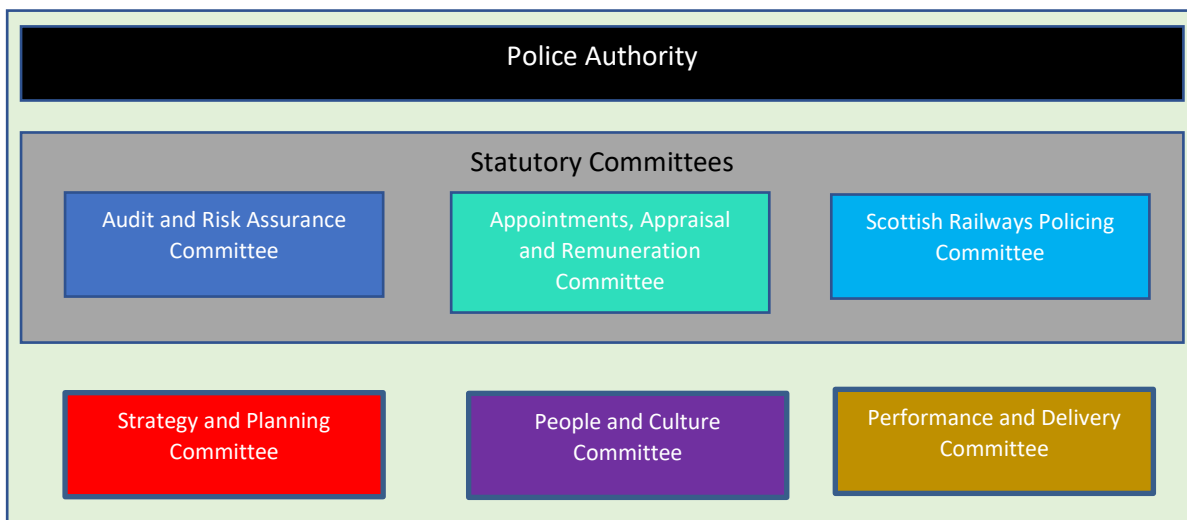 Police Authority
Statutory Committees
Audit and Risk Assurance
Committee
Appointments, Appraisal
and Remuneration
Committee
Scottish Railways Policing
Committee
Strategy and Planning
Committee
People and Culture
Committee
Performance and Delivery
Committee